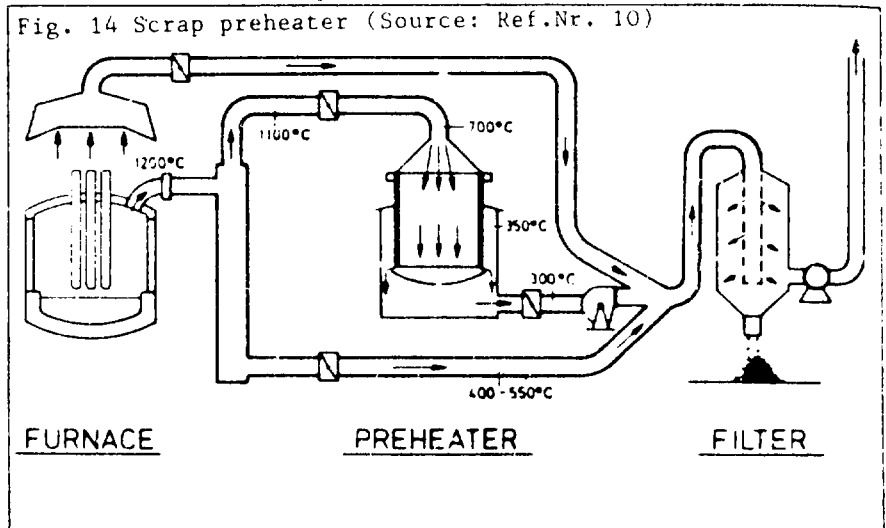 Fig. 14 Scrap preheater (Source: Ref.Nr. 10)
1200°C
1100°C
700°C
350°C
300°C
400-550°C
FURNACE
PREHEATER
FILTER